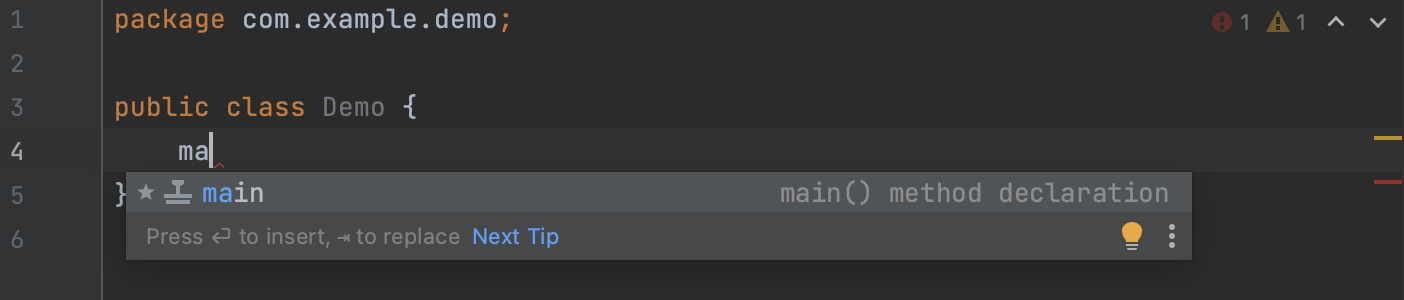 1 package com.example.demo; 1 1
2
3 public class Demo {
4 ma
5 }
main main() method declaration
Press ⏎ to insert, ⇥ to replace Next Tip
6